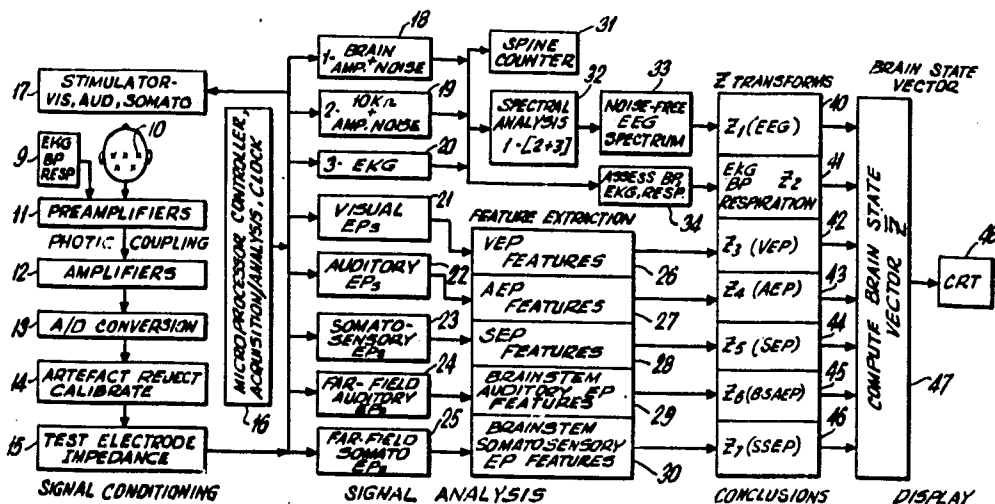 17
STIMULATOR-
VIS, AUD, SOMATO
9
EKG
BP
RESP
10
11
PREAMPLIFIERS
PHOTIC COUPLING
12
AMPLIFIERS
13
A/D CONVERSION
14
ARTEFACT REJECT
CALIBRATE
15
TEST ELECTRODE
IMPEDANCE
SIGNAL CONDITIONING
MICROPROCESSOR CONTROLLER,
ACQUISITION/ANALYSIS, CLOCK
16
18
1- BRAIN +
AMP. NOISE
19
2- 10KΩ +
AMP. NOISE
20
3- EKG
21
VISUAL
EPs
22
AUDITORY
EPs
23
SOMATO-
SENSORY
EPs
24
FAR-FIELD
AUDITORY
EPs
25
FAR-FIELD
SOMATO
EPs
SIGNAL ANALYSIS
31
SPINE
COUNTER
32
SPECTRAL
ANALYSIS
1-[2+3]
33
NOISE-FREE
EEG
SPECTRUM
ASSESS BP,
EKG, RESP.
34
FEATURE EXTRACTION
VEP
FEATURES
26
AEP
FEATURES
27
SEP
FEATURES
28
BRAINSTEM
AUDITORY EP
FEATURES
29
BRAINSTEM
SOMATOSENSORY
EP FEATURES
30
Z TRANSFORMS
40
Z1 (EEG)
41
EKG
BP Z2
RESPIRATION
42
Z3 (VEP)
43
Z4 (AEP)
44
Z5 (SEP)
45
Z6 (BSAEP)
46
Z7 (SSEP)
CONCLUSIONS
BRAIN STATE
VECTOR
COMPUTE BRAIN STATE
VECTOR Z
47
48
CRT
DISPLAY